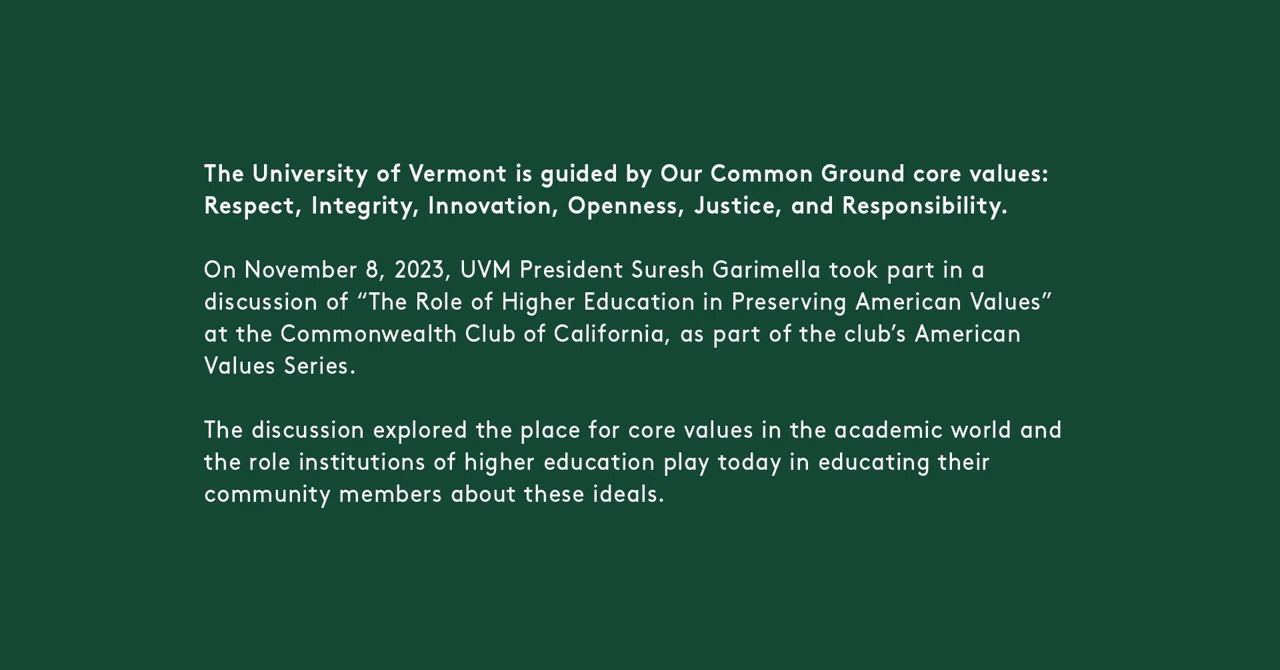 The University of Vermont is guided by Our Common Ground core values:
Respect, Integrity, Innovation, Openness, Justice, and Responsibility.
On November 8, 2023, UVM President Suresh Garimella took part in a
discussion of “The Role of Higher Education in Preserving American Values”
at the Commonwealth Club of California, as part of the club’s American
Values Series.
The discussion explored the place for core values in the academic world and
the role institutions of higher education play today in educating their
community members about these ideals.